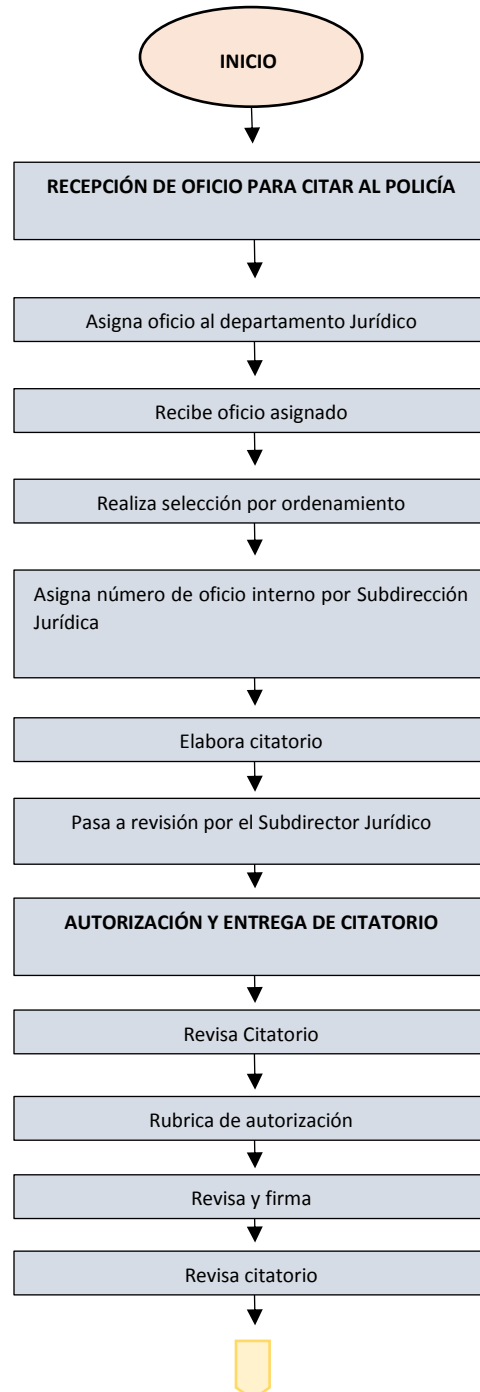 INICIO
RECEPCIÓN DE OFICIO PARA CITAR AL POLICÍA
Asigna oficio al departamento Jurídico
Recibe oficio asignado
Realiza selección por ordenamiento
Asigna número de oficio interno por Subdirección
Jurídica
Elabora citatorio
Pasa a revisión por el Subdirector Jurídico
AUTORIZACIÓN Y ENTREGA DE CITATORIO
Revisa Citatorio
Rubrica de autorización
Revisa y firma
Revisa citatorio